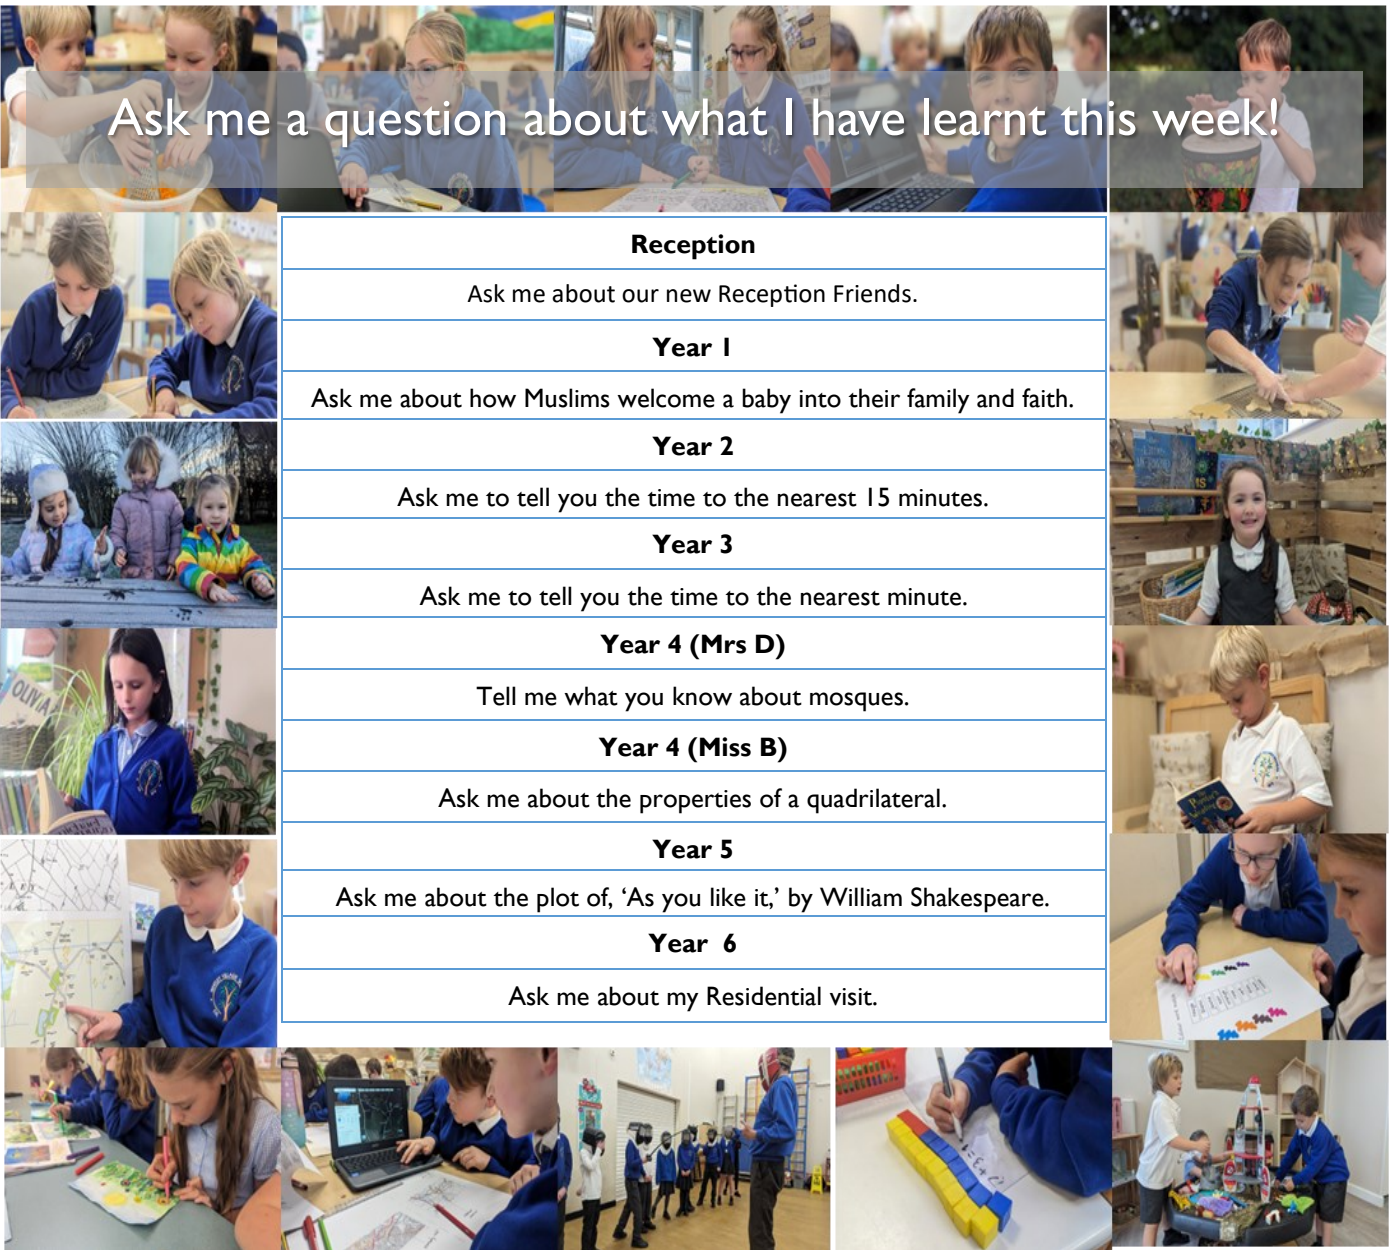 Ask me a question about what I have learnt this week!
Reception
Ask me about our new Reception Friends.
Year 1
Ask me about how Muslims welcome a baby into their family and faith.
Year 2
Ask me to tell you the time to the nearest 15 minutes.
Year 3
Ask me to tell you the time to the nearest minute.
Year 4 (Mrs D)
Tell me what you know about mosques.
Year 4 (Miss B)
Ask me about the properties of a quadrilateral.
Year 5
Ask me about the plot of, ‘As you like it,’ by William Shakespeare.
Year  6
Ask me about my Residential visit.
OLIVIA